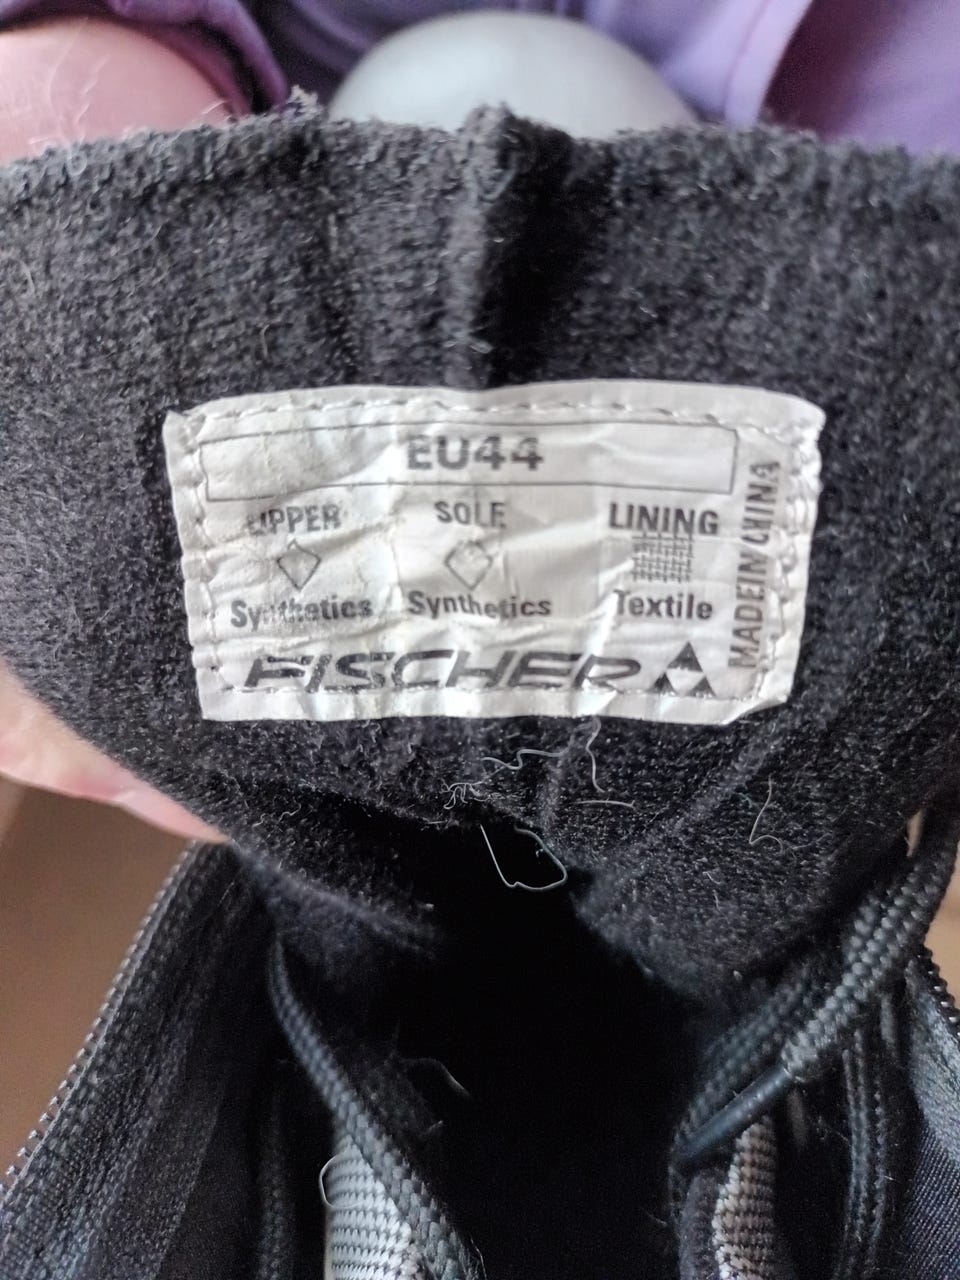 EU44
UPPER SOLE LINING
Synthetics Synthetics Textile
FISCHER
MADE IN CHINA